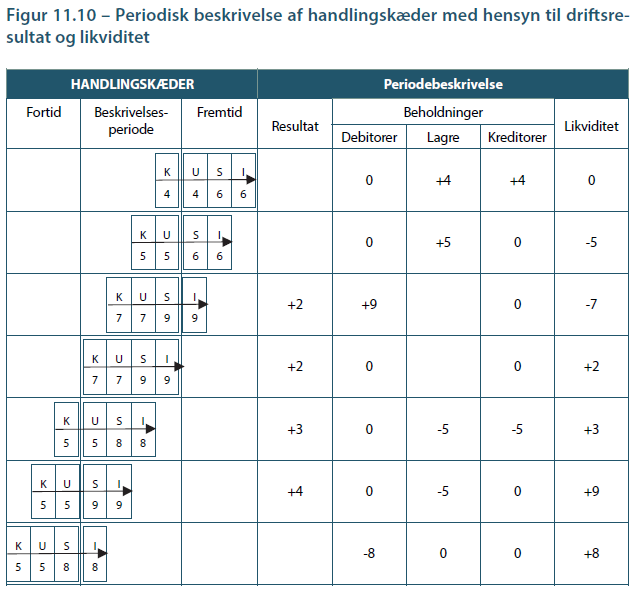 Figur 11.10 – Periodisk beskrivelse af handlingskæder med hensyn til driftsre-
sultat og likviditet
HANDLINGSKÆDER Periodebeskrivelse
Fortid Beskrivelses-
periode Fremtid Resultat Beholdninger Likviditet
Debitorer Lagre Kreditorer
K U S I
4 4 6 6 0 +4 +4 0
K U S I
5 5 6 6 0 +5 0 -5
K U S I
7 7 9 9 +2 +9 0 -7
K U S I
7 7 9 9 +2 0 0 +2
K U S I
5 5 8 8 +3 0 -5 -5 +3
K U S I
5 5 9 9 +4 0 -5 0 +9
K U S I
5 5 8 8 -8 0 0 +8